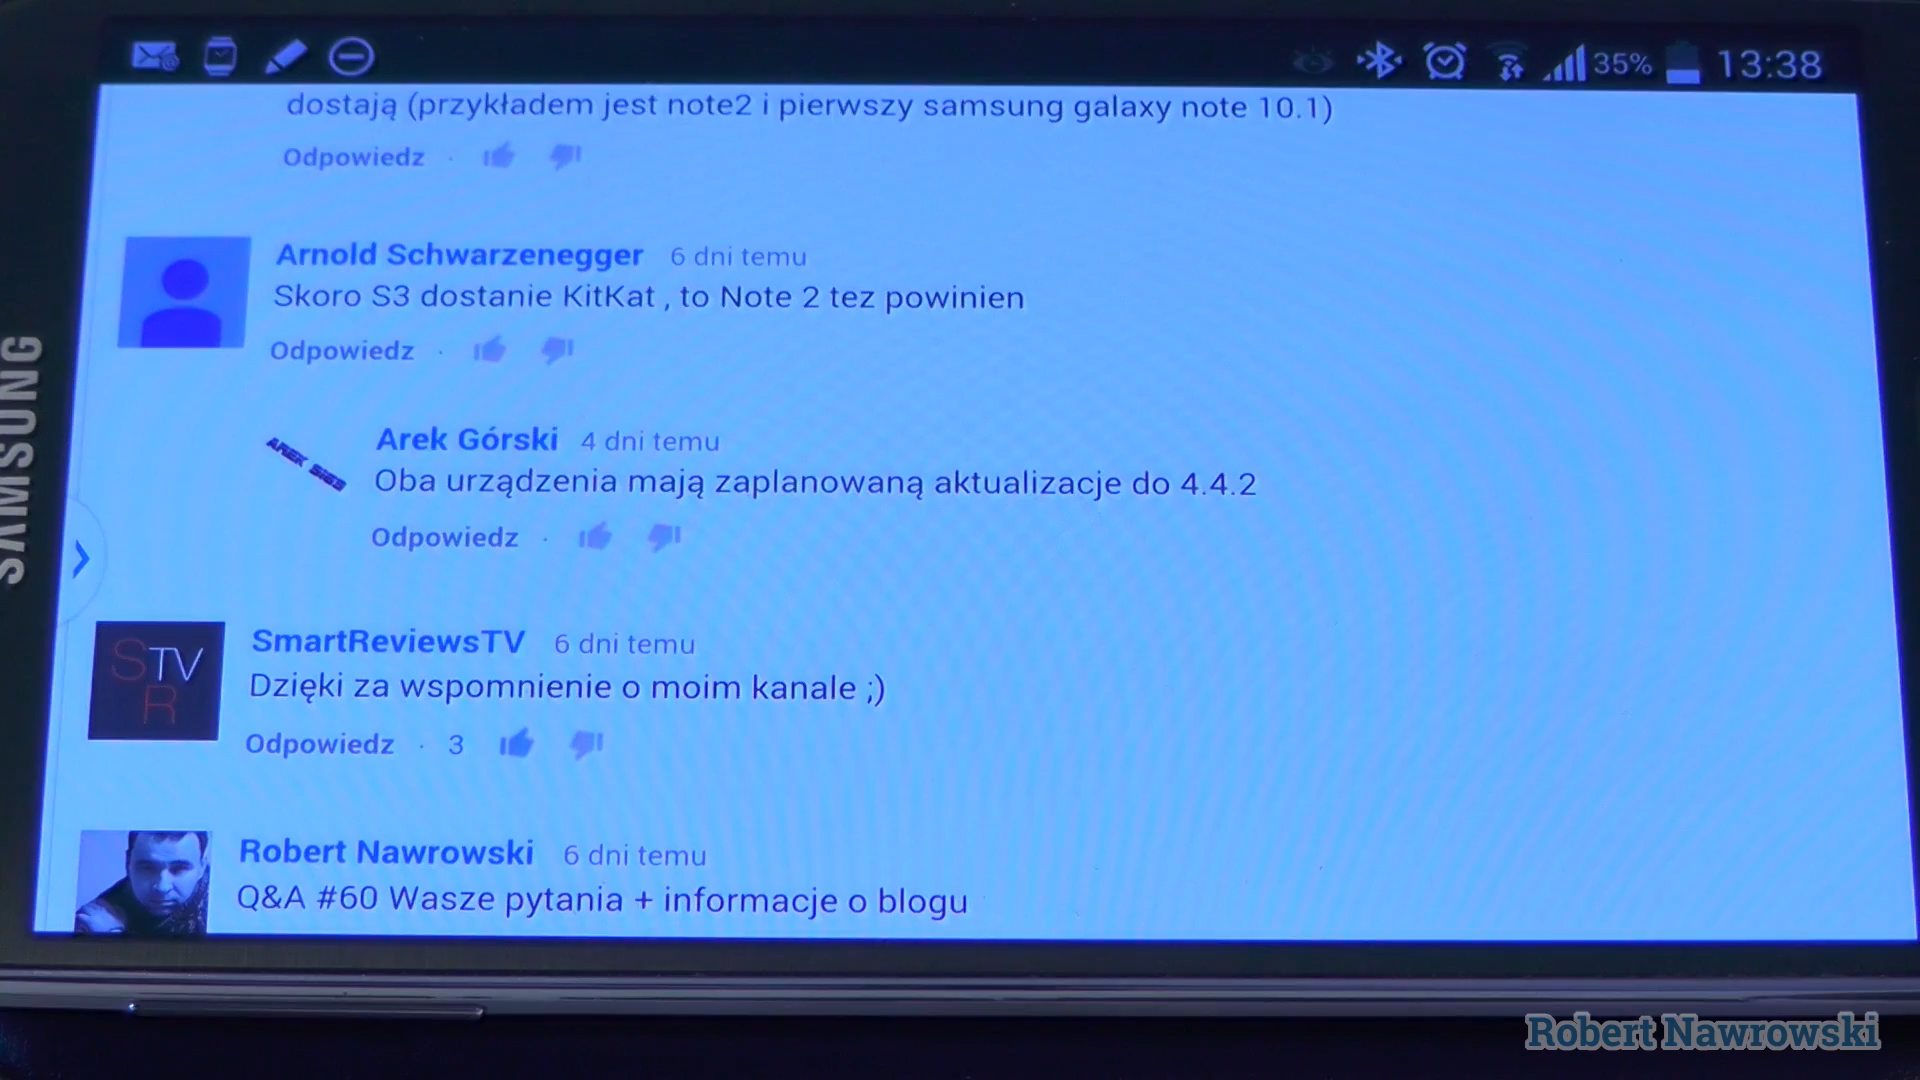 35% 13:38
dostają (przykładem jest note2 i pierwszy samsung galaxy note 10.1)
Odpowiedz ·
Arnold Schwarzenegger 6 dni temu
Skoro S3 dostanie KitKat , to Note 2 tez powinien
Odpowiedz ·
SAMSUNG
AREK
Arek Górski 4 dni temu
Oba urządzenia mają zaplanowaną aktualizacje do 4.4.2
Odpowiedz ·
STV
R
SmartReviewsTV 6 dni temu
Dzięki za wspomnienie o moim kanale ;)
Odpowiedz · 3
Robert Nawrowski 6 dni temu
Q&A #60 Wasze pytania + informacje o blogu
Robert Nawrowski